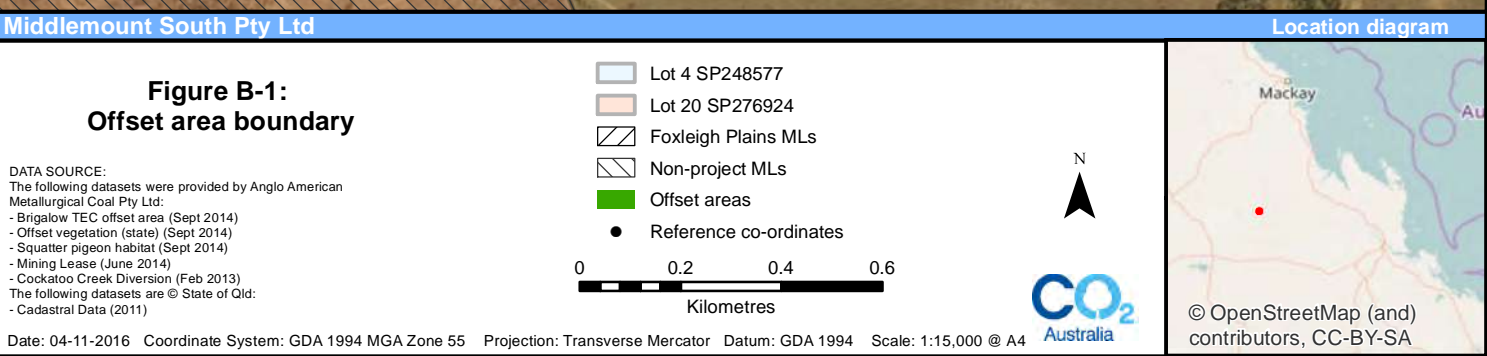 Middlemount South Pty Ltd
Location diagram
Figure B-1:
Offset area boundary
DATA SOURCE:
The following datasets were provided by Anglo American
Metallurgical Coal Pty Ltd:
- Brigalow TEC offset area (Sept 2014)
- Offset vegetation (state) (Sept 2014)
- Squatter pigeon habitat (Sept 2014)
- Mining Lease (June 2014)
- Cockatoo Creek Diversion (Feb 2013)
The following datasets are © State of Qld:
- Cadastral Data (2011)
Lot 4 SP248577
Lot 20 SP276924
Foxleigh Plains MLs
Non-project MLs
Offset areas
Reference co-ordinates
0 0.2 0.4 0.6
Kilometres
N
CO2
Australia
Mackay
Au
© OpenStreetMap (and)
contributors, CC-BY-SA
Date: 04-11-2016 Coordinate System: GDA 1994 MGA Zone 55 Projection: Transverse Mercator Datum: GDA 1994 Scale: 1:15,000 @ A4